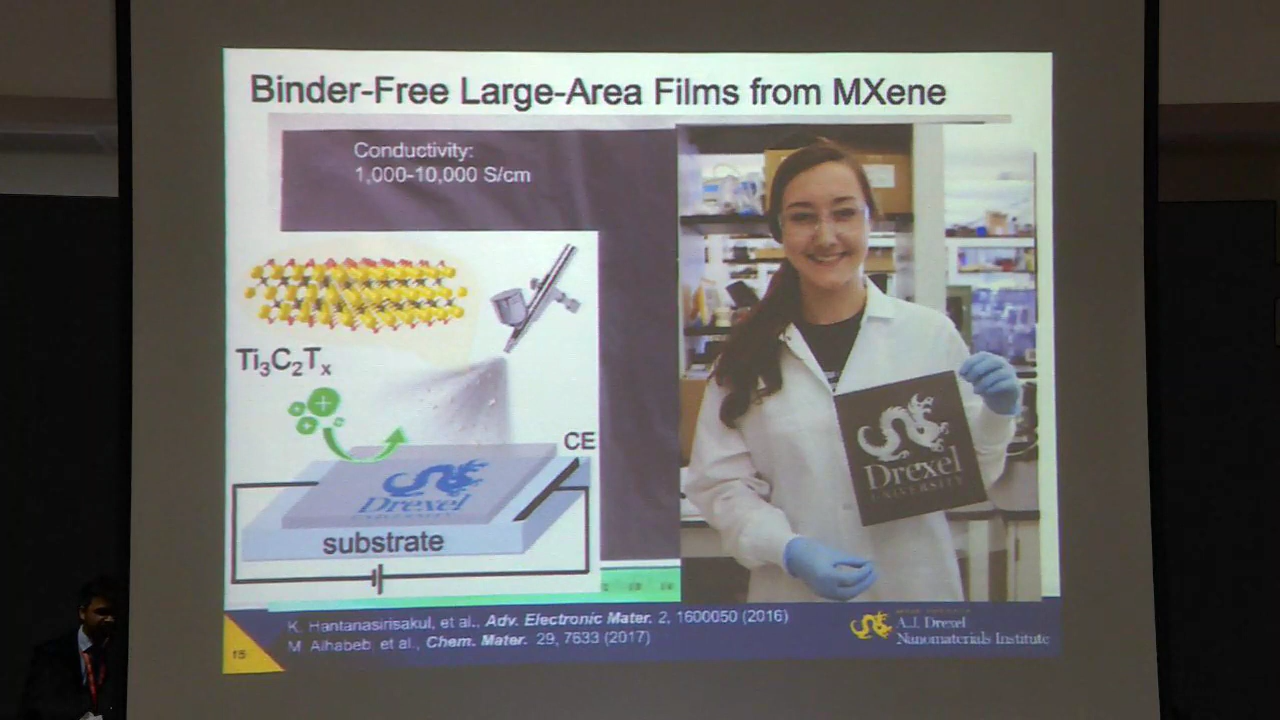 Binder-Free Large-Area Films from MXene
Conductivity:
1,000-10,000 S/cm
Ti3C2Tx
CE
Drexel
UNIVERSITY
substrate
Drexel
UNIVERSITY
K. Hantanasirisakul, et al., Adv. Electronic Mater. 2, 1600050 (2016)
M. Alhabeb, et al., Chem. Mater. 29, 7633 (2017)
A.J. Drexel
Nanomaterials Institute
15